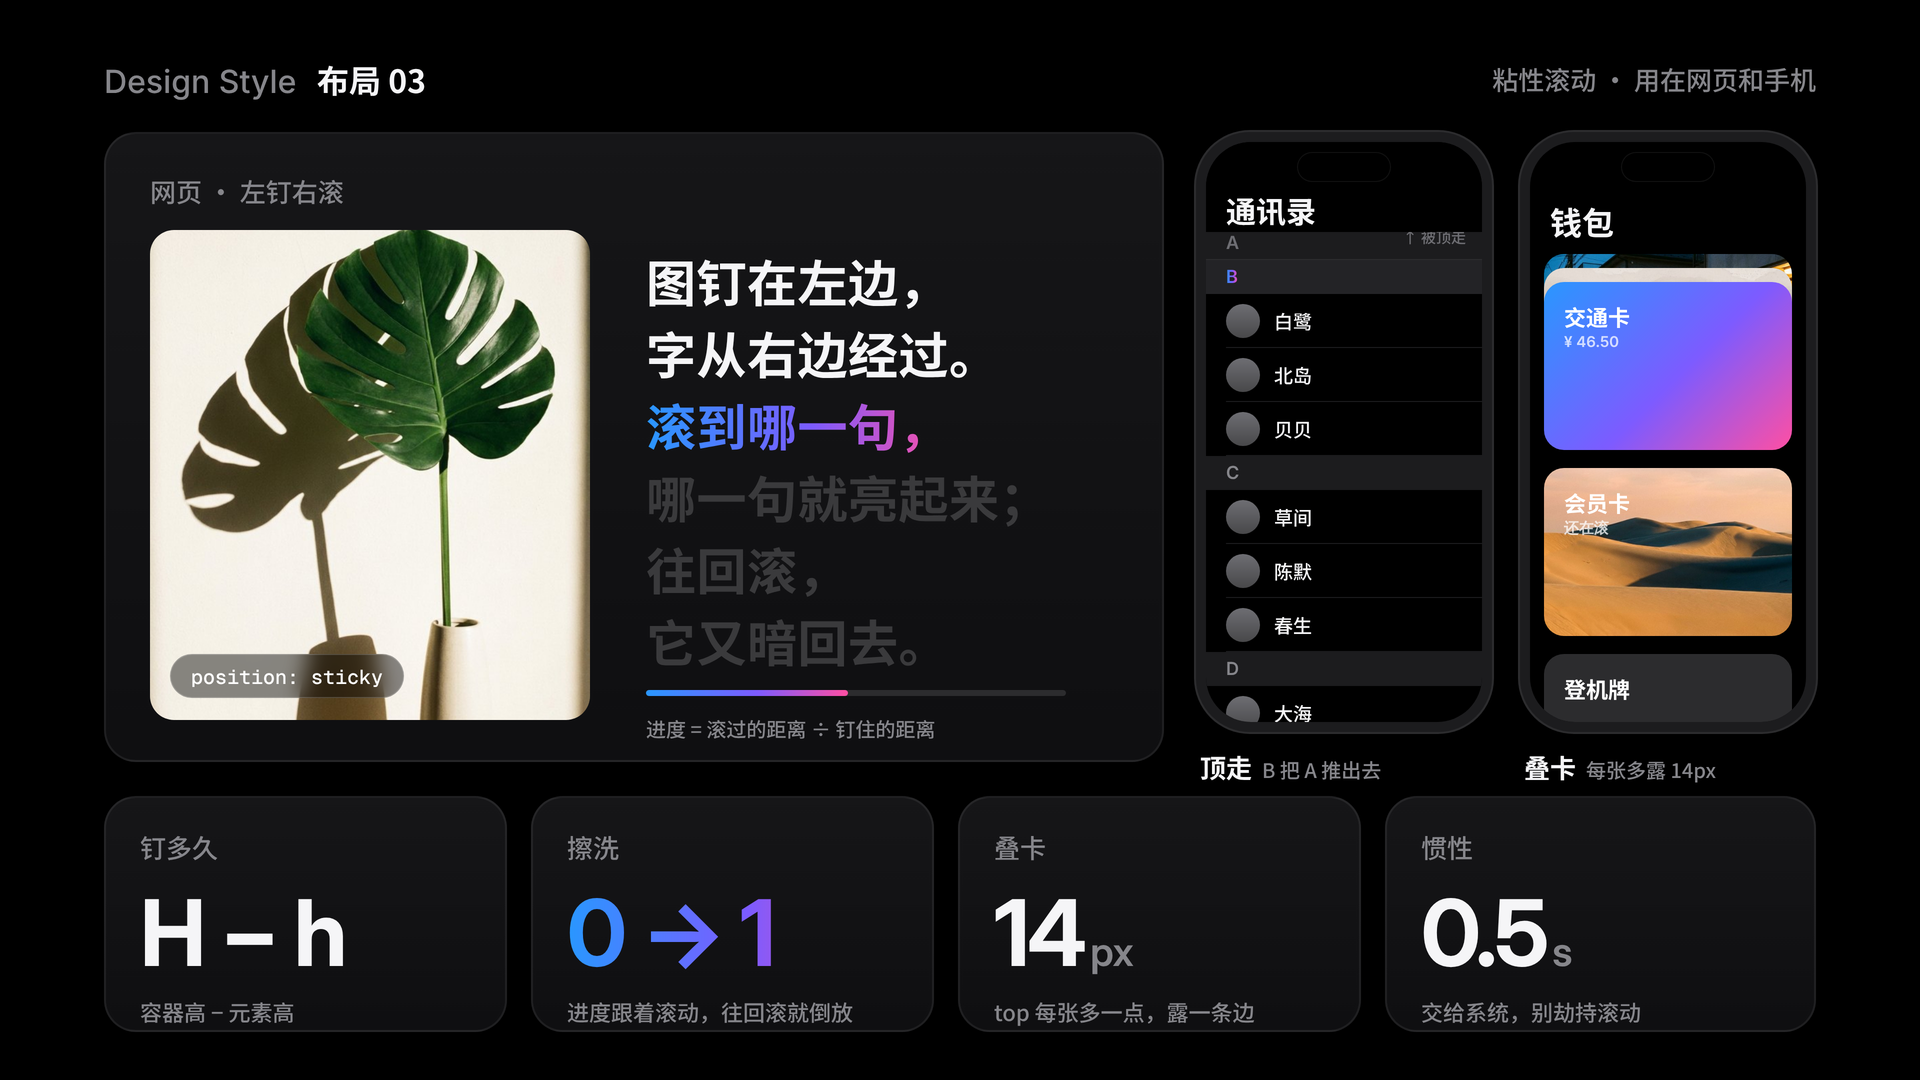 Design Style 布局 03
粘性滚动 · 用在网页和手机
网页 · 左钉右滚
图钉在左边，
字从右边经过。
滚到哪一句，
哪一句就亮起来；
往回滚，
它又暗回去。
position: sticky
进度 = 滚过的距离 ÷ 钉住的距离
通讯录
A
↑ 被顶走
B
白鹭
北岛
贝贝
C
草间
陈默
春生
D
大海
顶走 B 把 A 推出去
钱包
交通卡
¥ 46.50
会员卡
还在滚
登机牌
叠卡 每张多露 14px
钉多久
H – h
容器高 – 元素高
擦洗
0 → 1
进度跟着滚动，往回滚就倒放
叠卡
14 px
top 每张多一点，露一条边
惯性
0.5 s
交给系统，别劫持滚动